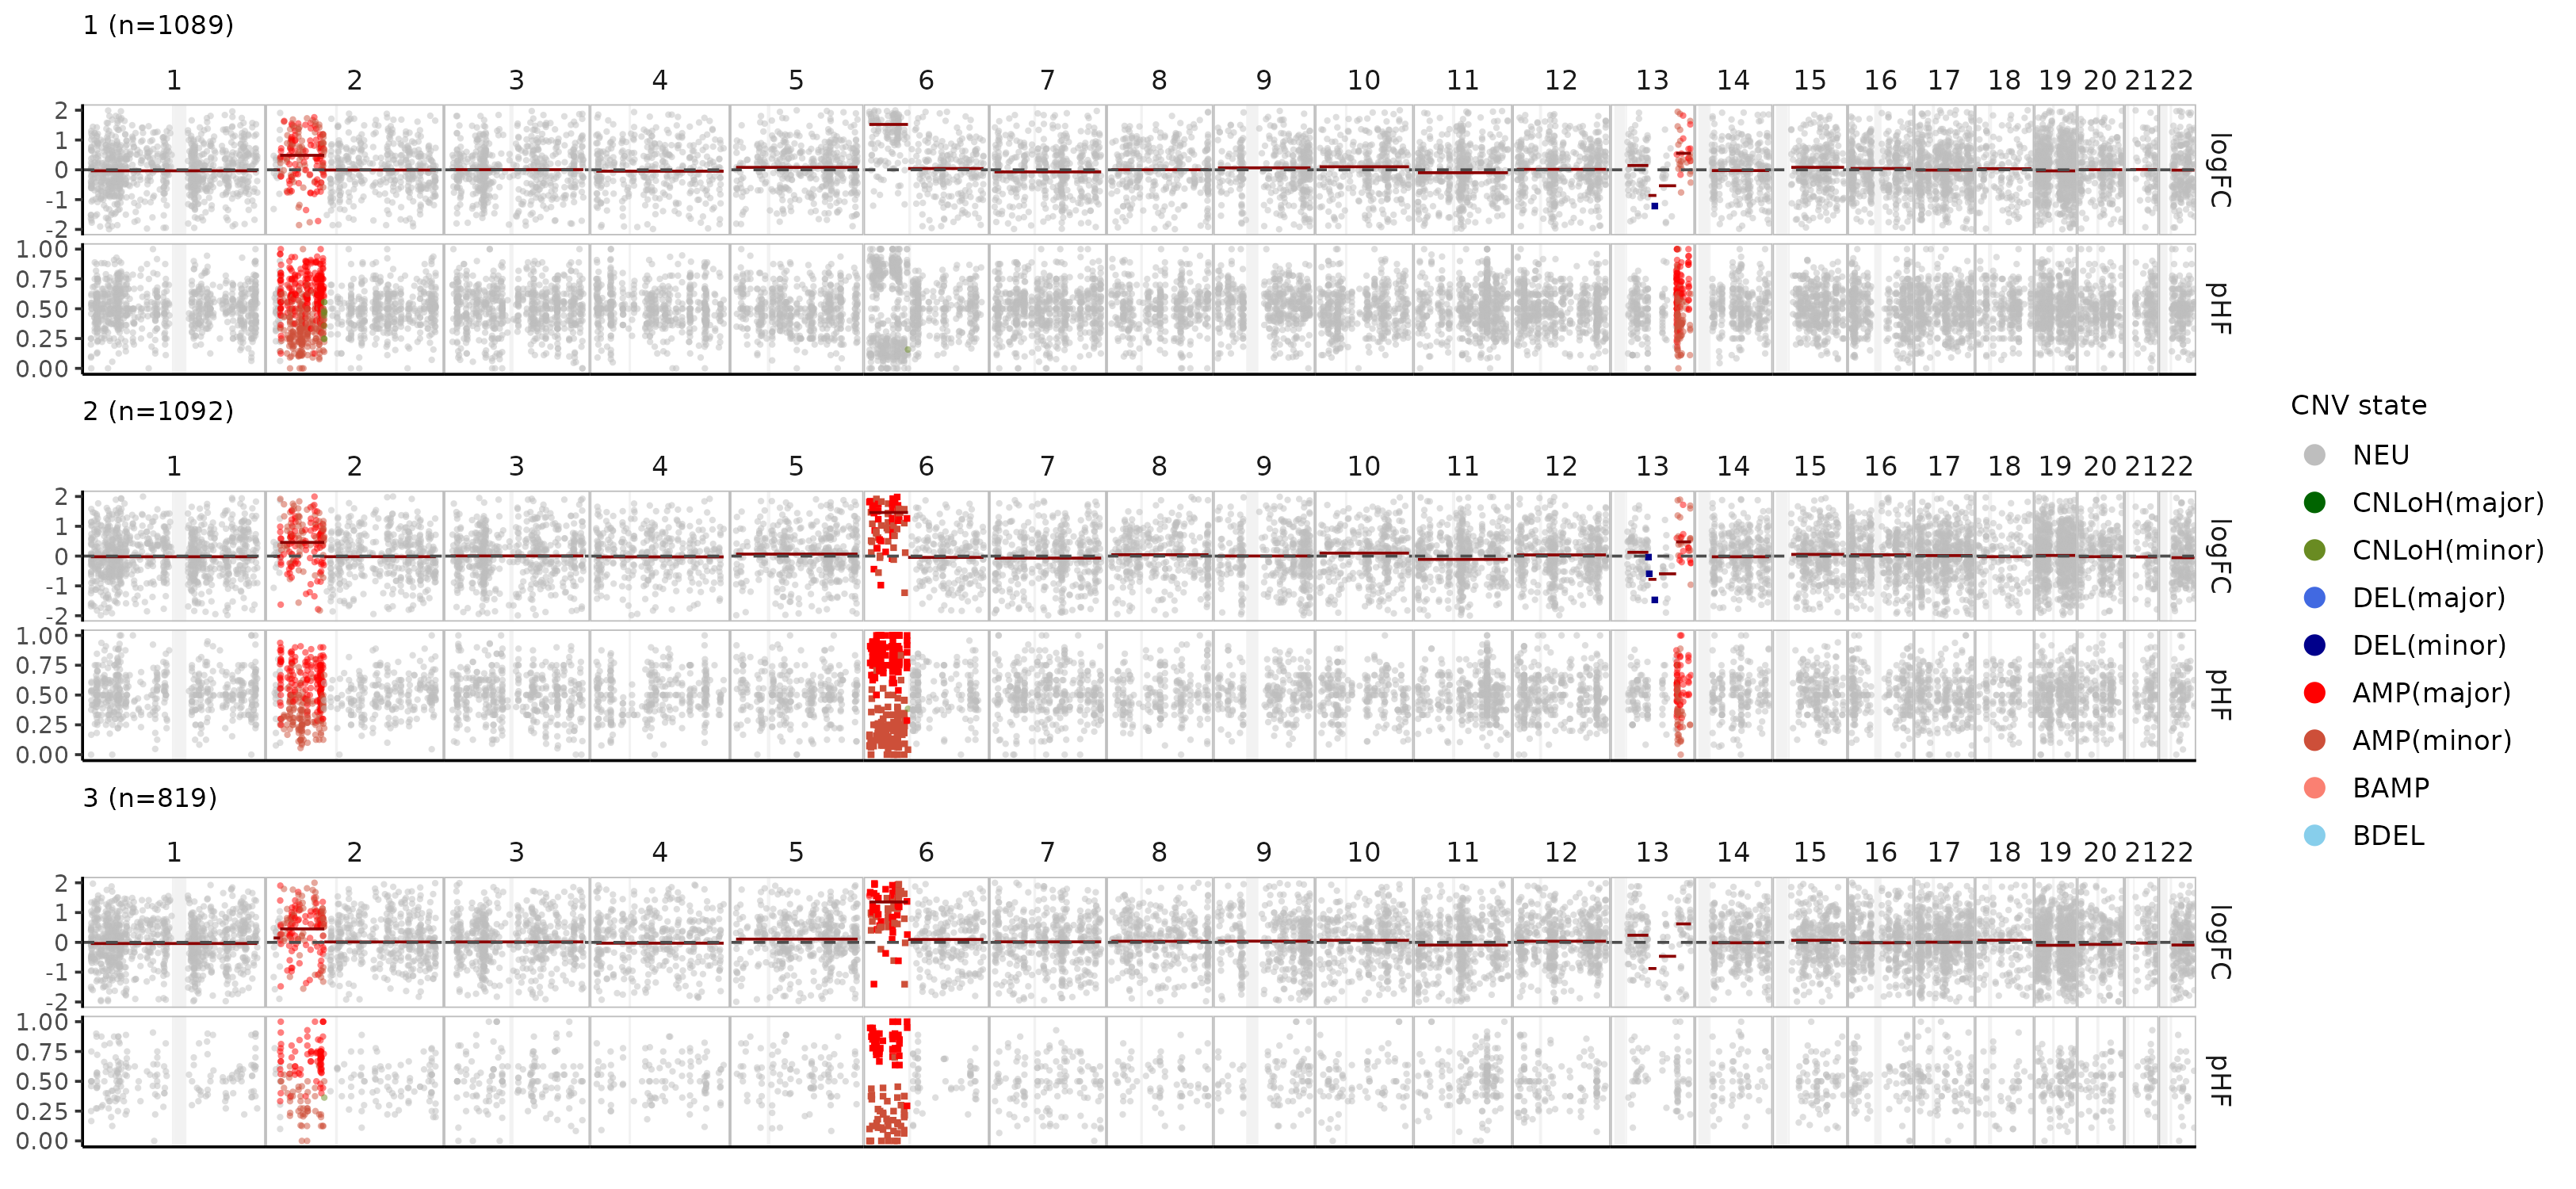 1 (n=1089)
1 2 3 4 5 6 7 8 9 10 11 12 13 14 15 16 17 18 19 20 21 22
2
1
0
-1
-2
logFC
1.00
0.75
0.50
0.25
0.00
pHF
2 (n=1092)
1 2 3 4 5 6 7 8 9 10 11 12 13 14 15 16 17 18 19 20 21 22
2
1
0
-1
-2
logFC
1.00
0.75
0.50
0.25
0.00
pHF
3 (n=819)
1 2 3 4 5 6 7 8 9 10 11 12 13 14 15 16 17 18 19 20 21 22
2
1
0
-1
-2
logFC
1.00
0.75
0.50
0.25
0.00
pHF
CNV state
NEU
CNLoH(major)
CNLoH(minor)
DEL(major)
DEL(minor)
AMP(major)
AMP(minor)
BAMP
BDEL